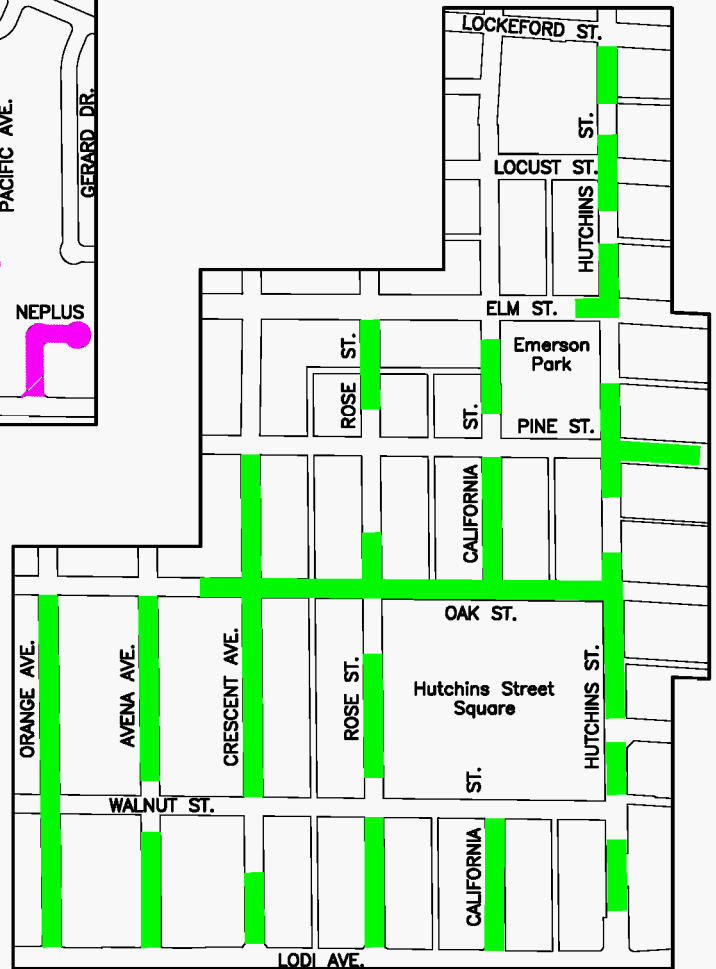 LOCKEFORD ST.
PACIFIC AVE.
GERARD DR.
ST.
LOCUST ST.
HUTCHINS
NEPLUS
ELM ST.
ROSE ST.
Emerson
Park
ST.
PINE ST.
CALIFORNIA
OAK ST.
ORANGE AVE.
AVENA AVE.
CRESCENT AVE.
ROSE ST.
Hutchins Street
Square
HUTCHINS ST.
ST.
WALNUT ST.
CALIFORNIA
LODI AVE.